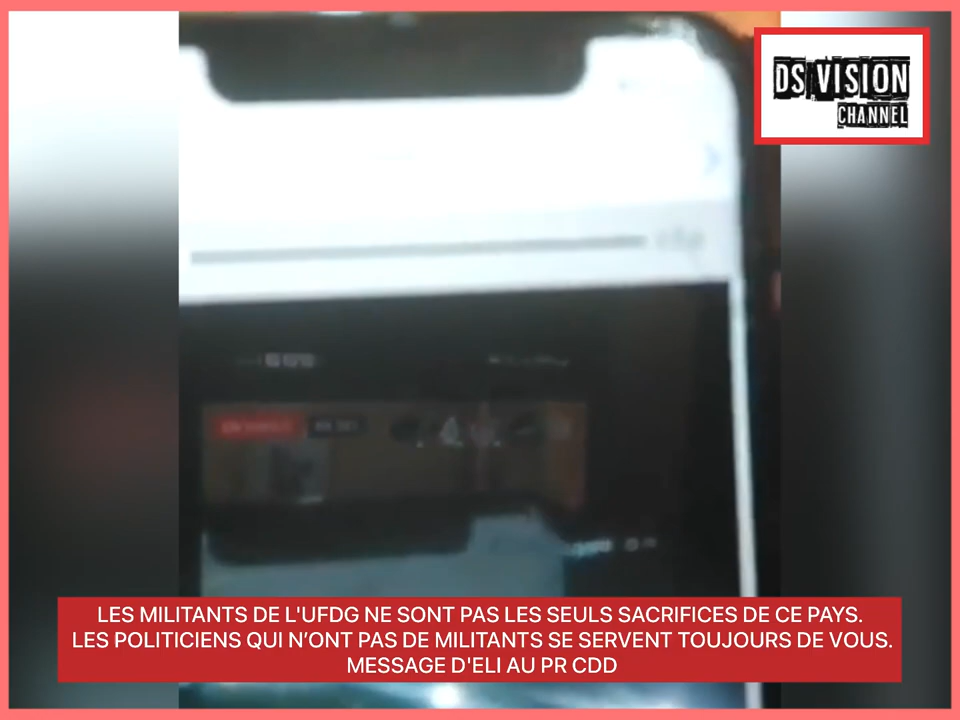 DS VISION
CHANNEL
LES MILITANTS DE L'UFDG NE SONT PAS LES SEULS SACRIFICES DE CE PAYS.
LES POLITICIENS QUI N’ONT PAS DE MILITANTS SE SERVENT TOUJOURS DE VOUS.
MESSAGE D'ELI AU PR CDD